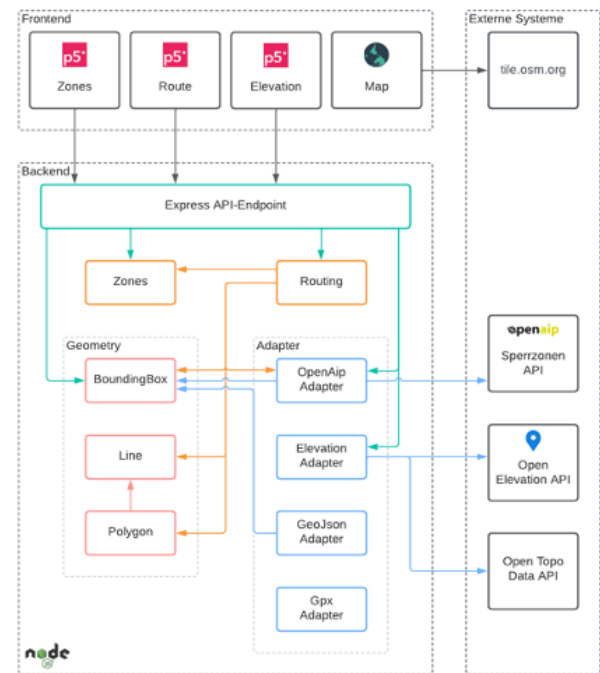 Frontend
Externe Systeme
p5*
p5*
p5*
Zones
Route
Elevation
Map
tile.osm.org
Backend
Express API-Endpoint
Zones
Routing
Geometry
Adapter
BoundingBox
OpenAip
Adapter
openaip
Sperrzonen
API
Line
Elevation
Adapter
Open
Elevation API
Polygon
GeoJson
Adapter
Open Topo
Data API
Gpx
Adapter
node